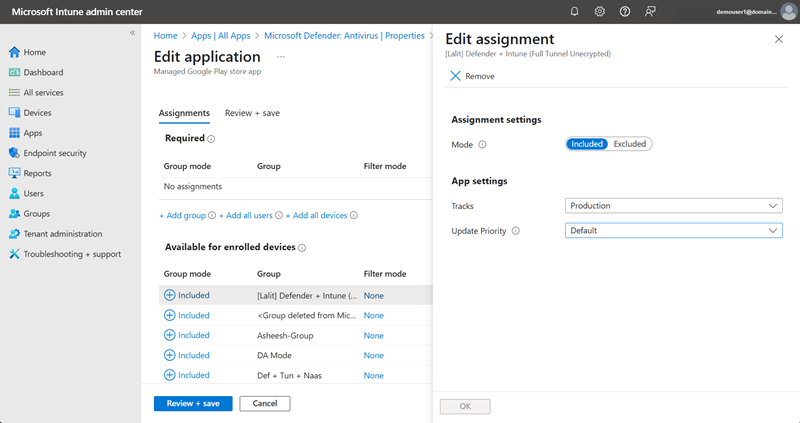 Microsoft Intune admin center
demouser1@domain...
Home
Dashboard
All services
Devices
Apps
Endpoint security
Reports
Users
Groups
Tenant administration
Troubleshooting + support
Home > Apps | All Apps > Microsoft Defender: Antivirus | Properties >
Edit application ...
Managed Google Play store app
Assignments Review + save
Required
Group mode Group Filter mode
No assignments
+ Add group + Add all users + Add all devices
Available for enrolled devices
Group mode Group Filter mode
Included [Lalit] Defender + Intune (... None
Included <Group deleted from Mic... None
Included Asheesh-Group None
Included DA Mode None
Included Def + Tun + Naas None
Review + save Cancel
Edit assignment
[Lalit] Defender + Intune (Full Tunnel Unecrypted)
Remove
Assignment settings
Mode Included Excluded
App settings
Tracks Production
Update Priority Default
OK